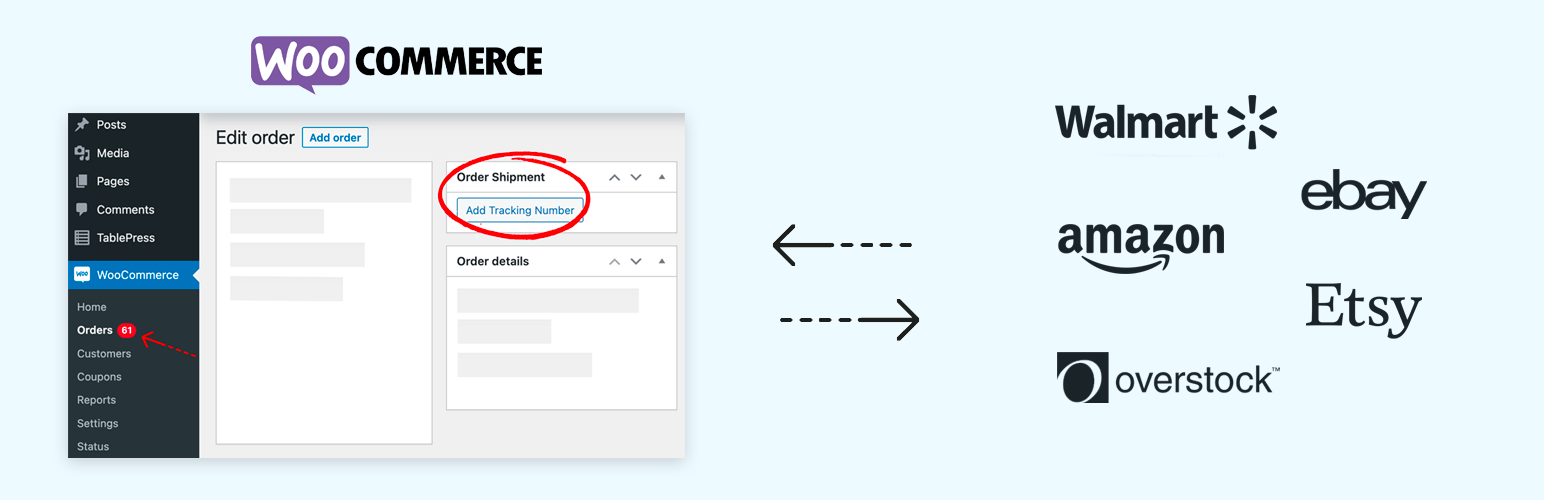 WOO COMMERCE
Posts
Media
Pages
Comments
TablePress
woo WooCommerce
Home
Orders 61
Customers
Coupons
Reports
Settings
Status
Edit order Add order
Order Shipment
Add Tracking Number
Order details
Walmart
ebay
amazon
Etsy
overstock™